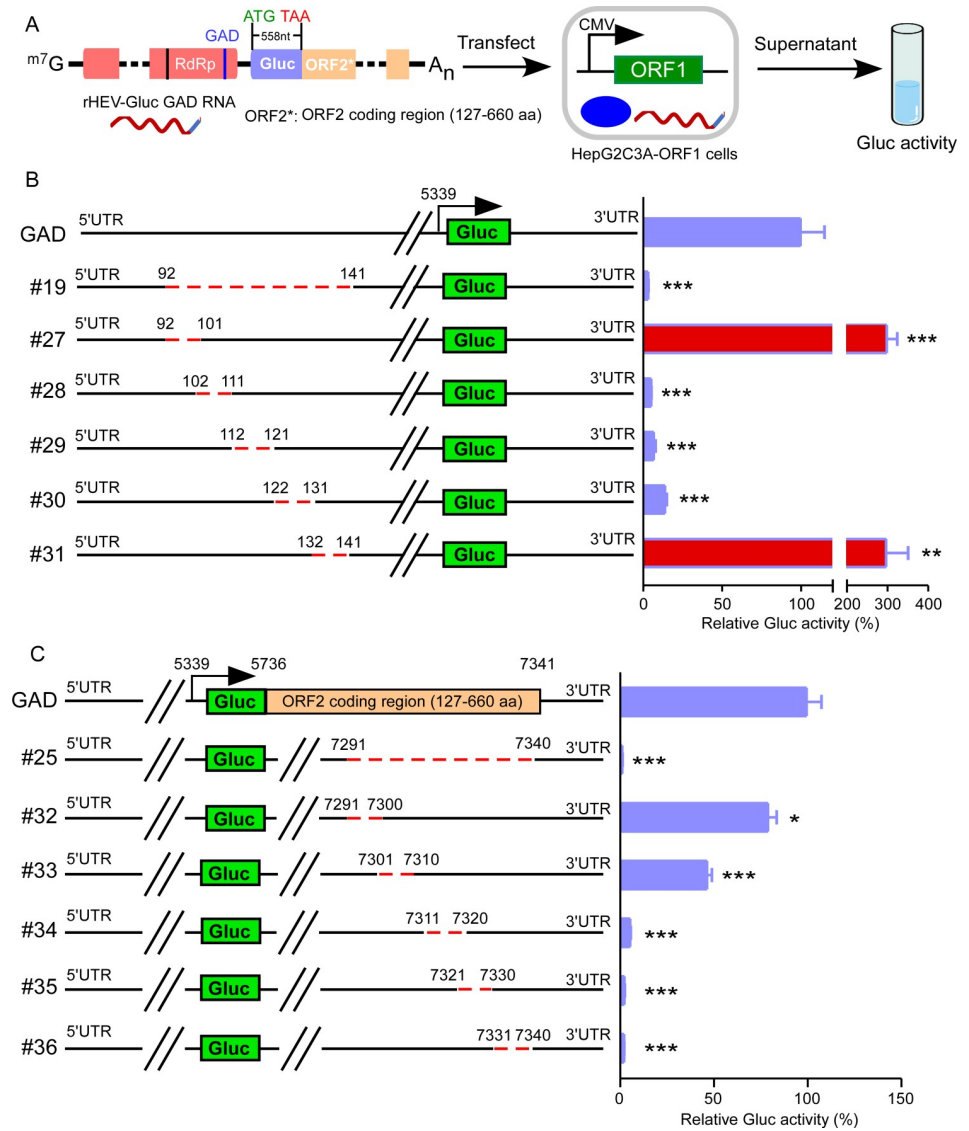 A
ATG TAA
GAD
558nt
m7G
RdRp
Gluc
ORF2*
An
rHEV-Gluc GAD RNA
ORF2*: ORF2 coding region (127-660 aa)
Transfect
CMV
ORF1
HepG2C3A-ORF1 cells
Supernatant
Gluc activity
B
5339
GAD
5'UTR
Gluc
3'UTR
#19
5'UTR
92
141
Gluc
3'UTR
***
#27
5'UTR
92
101
Gluc
3'UTR
***
#28
5'UTR
102
111
Gluc
3'UTR
***
#29
5'UTR
112
121
Gluc
3'UTR
***
#30
5'UTR
122
131
Gluc
3'UTR
***
#31
5'UTR
132
141
Gluc
3'UTR
**
0 50 100 200 300 400
Relative Gluc activity (%)
C
5339 5736 7341
GAD
5'UTR
Gluc
ORF2 coding region (127-660 aa)
3'UTR
#25
5'UTR
Gluc
7291
7340
3'UTR
***
#32
5'UTR
Gluc
7291
7300
3'UTR
*
#33
5'UTR
Gluc
7301
7310
3'UTR
***
#34
5'UTR
Gluc
7311
7320
3'UTR
***
#35
5'UTR
Gluc
7321
7330
3'UTR
***
#36
5'UTR
Gluc
7331
7340
3'UTR
***
0 50 100 150
Relative Gluc activity (%)